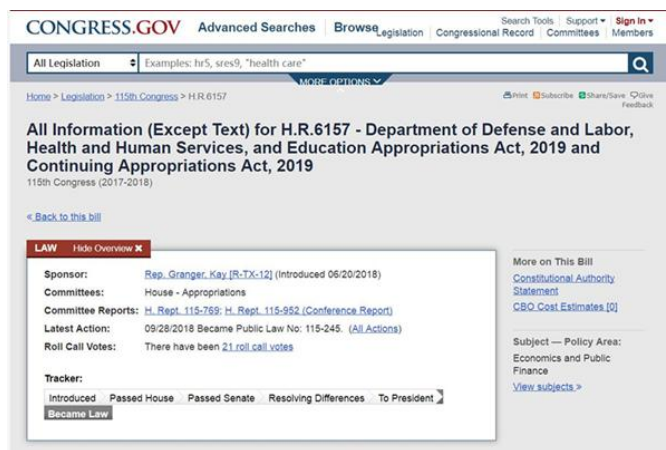 CONGRESS.GOV Advanced Searches Browse
Search Tools Support Sign In
Legislation Congressional Record Committees Members
All Legislation Examples: hr5, sres9, "health care"
MORE OPTIONS
Home > Legislation > 115th Congress > H.R.6157
Print Subscribe Share/Save Give Feedback
All Information (Except Text) for H.R.6157 - Department of Defense and Labor,
Health and Human Services, and Education Appropriations Act, 2019 and
Continuing Appropriations Act, 2019
115th Congress (2017-2018)
« Back to this bill
LAW Hide Overview X
Sponsor: Rep. Granger, Kay [R-TX-12] (Introduced 06/20/2018)
Committees: House - Appropriations
Committee Reports: H. Rept. 115-769; H. Rept. 115-952 (Conference Report)
Latest Action: 09/28/2018 Became Public Law No: 115-245. (All Actions)
Roll Call Votes: There have been 21 roll call votes
Tracker:
Introduced Passed House Passed Senate Resolving Differences To President
Became Law
More on This Bill
Constitutional Authority
Statement
CBO Cost Estimates [0]
Subject — Policy Area:
Economics and Public
Finance
View subjects »